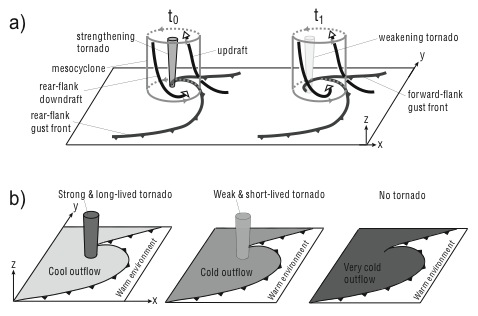 a)
t0
t1
strengthening
tornado
updraft
weakening tornado
mesocyclone
y
rear-flank
downdraft
forward-flank
gust front
rear-flank
gust front
z
x
b)
Strong & long-lived tornado
Weak & short-lived tornado
No tornado
y
z
Cool outflow
Warm environment
x
Cold outflow
Warm environment
Very cold
outflow
Warm environment